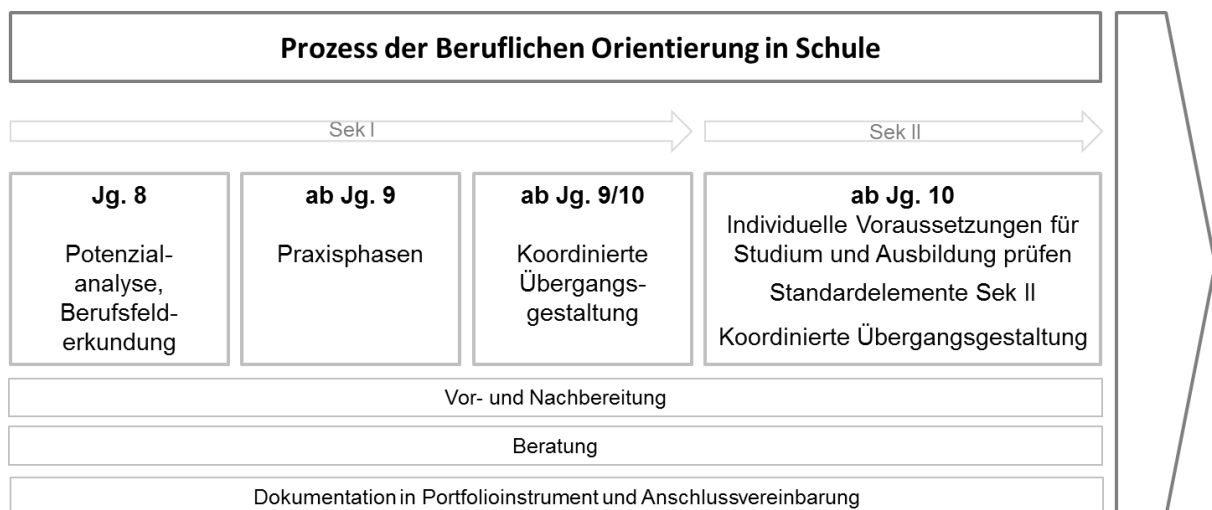 Prozess der Beruflichen Orientierung in Schule
Sek I
Sek II
Jg. 8
Potenzial-
analyse,
Berufsfeld-
erkundung
ab Jg. 9
Praxisphasen
ab Jg. 9/10
Koordinierte
Übergangs-
gestaltung
ab Jg. 10
Individuelle Voraussetzungen für
Studium und Ausbildung prüfen
Standardelemente Sek II
Koordinierte Übergangsgestaltung
Vor- und Nachbereitung
Beratung
Dokumentation in Portfolioinstrument und Anschlussvereinbarung